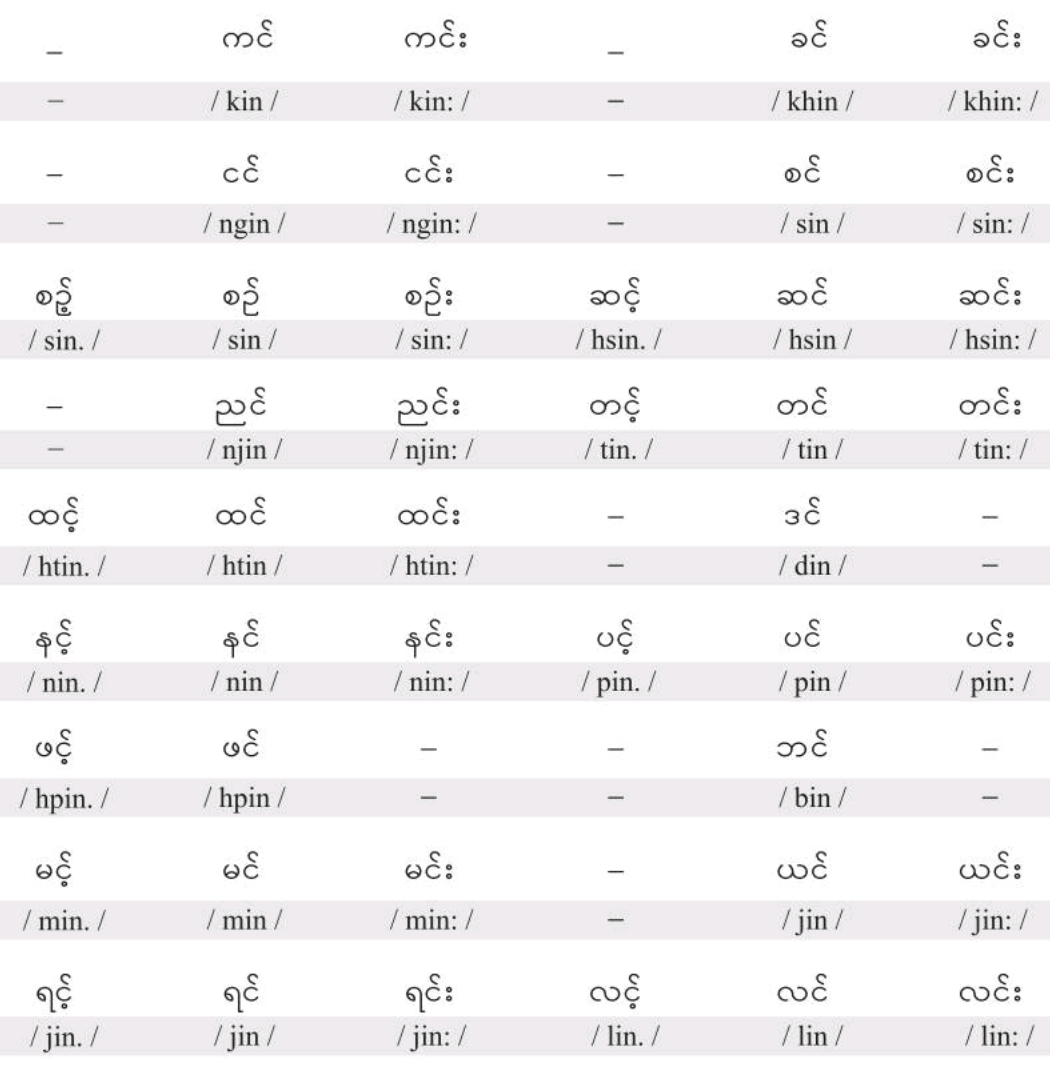 _ ကင် ကင်း _ ခင် ခင်း
– / kin / / kin: / – / khin / / khin: /
– ငင် ငင်း – စင် စင်း
– / ngin / / ngin: / – / sin / / sin: /
စဉ့် စဉ် စဉ်း ဆင့် ဆင် ဆင်း
/ sin. / / sin / / sin: / / hsin. / / hsin / / hsin: /
– ညင် ညင်း တင့် တင် တင်း
– / njin / / njin: / / tin. / / tin / / tin: /
ထင့် ထင် ထင်း – ဒင် –
/ htin. / / htin / / htin: / – / din / –
နင့် နင် နင်း ပင့် ပင် ပင်း
/ nin. / / nin / / nin: / / pin. / / pin / / pin: /
ဖင့် ဖင် – – ဘင် –
/ hpin. / / hpin / – – / bin / –
မင့် မင် မင်း – ယင် ယင်း
/ min. / / min / / min: / – / jin / / jin: /
ရင့် ရင် ရင်း လင့် လင် လင်း
/ jin. / / jin / / jin: / / lin. / / lin / / lin: /